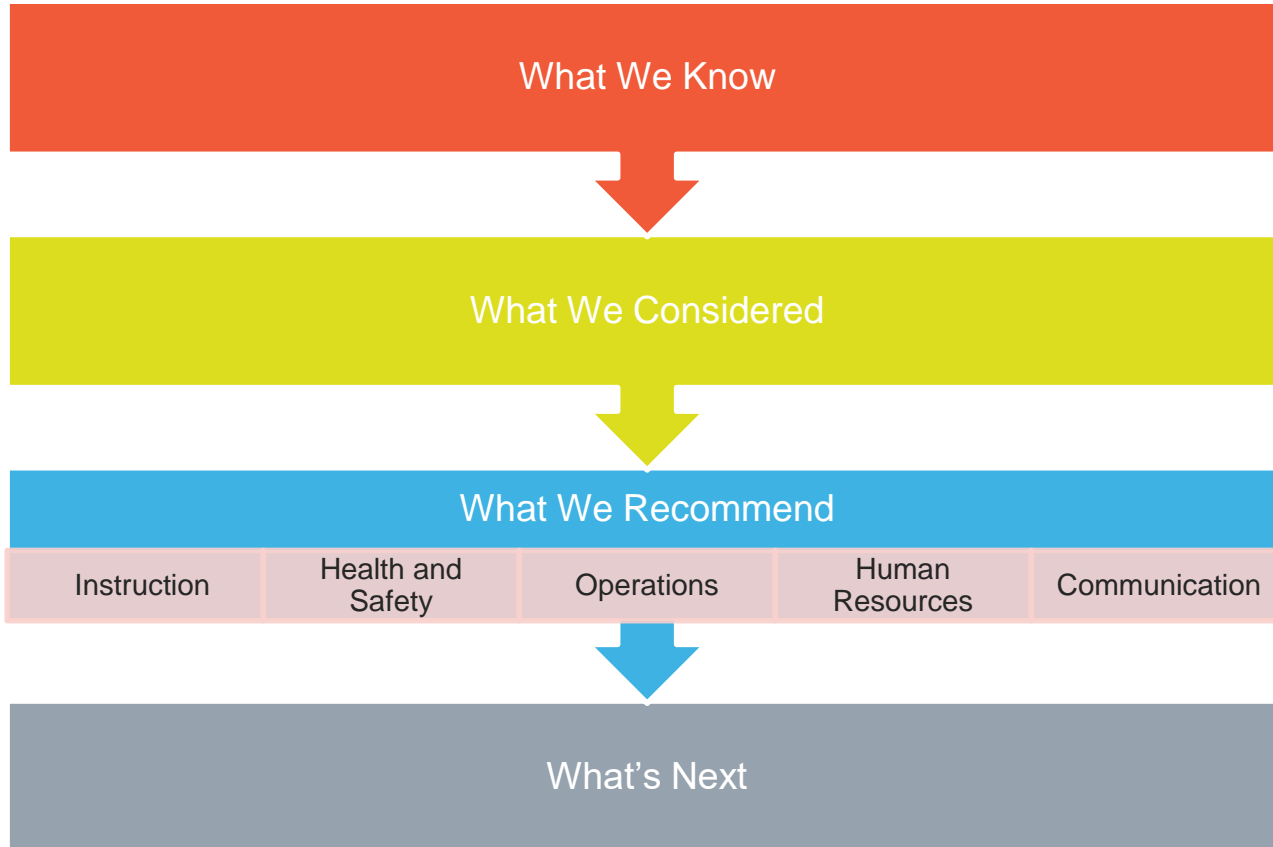 What We Know
What We Considered
What We Recommend
Instruction
Health and
Safety
Operations
Human
Resources
Communication
What’s Next